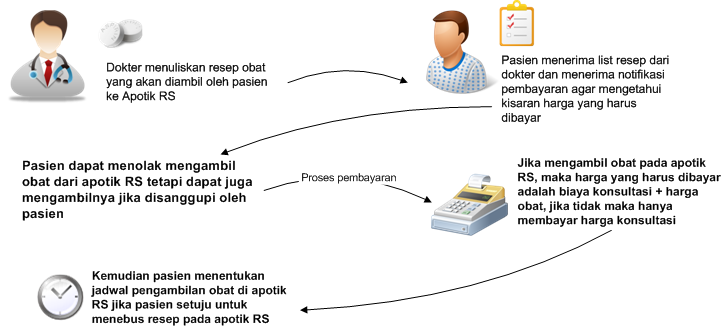 Dokter menuliskan resep obat
yang akan diambil oleh pasien
ke Apotik RS
Pasien menerima list resep dari
dokter dan menerima notifikasi
pembayaran agar mengetahui
kisaran harga yang harus
dibayar
Pasien dapat menolak mengambil
obat dari apotik RS tetapi dapat juga
mengambilnya jika disanggupi oleh
pasien
Proses pembayaran
Jika mengambil obat pada apotik
RS, maka harga yang harus dibayar
adalah biaya konsultasi + harga
obat, jika tidak maka hanya
membayar harga konsultasi
Kemudian pasien menentukan
jadwal pengambilan obat di apotik
RS jika pasien setuju untuk
menebus resep pada apotik RS